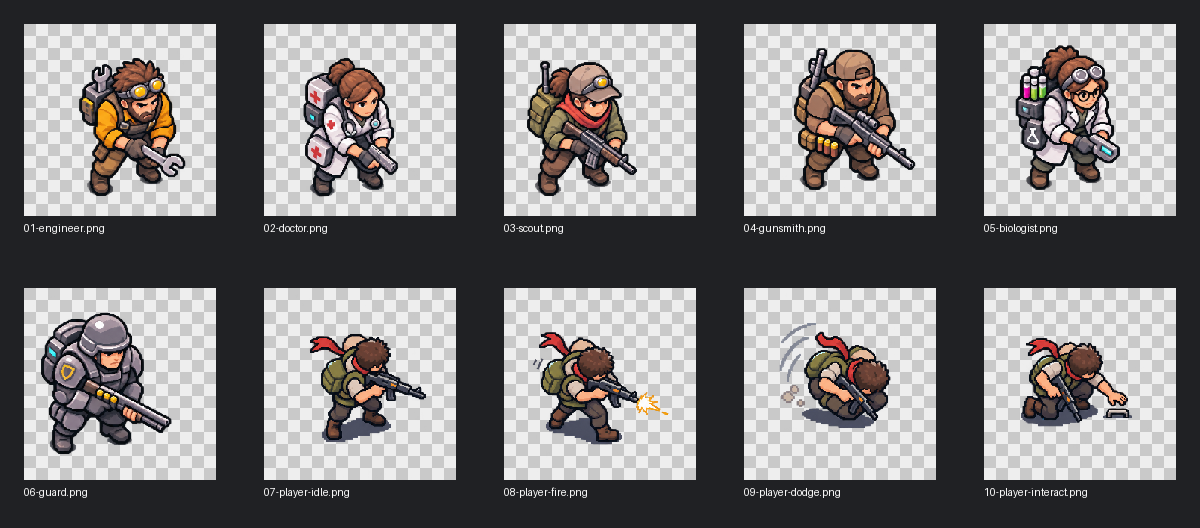 01-engineer.png
02-doctor.png
03-scout.png
04-gunsmith.png
05-biologist.png
06-guard.png
07-player-idle.png
08-player-fire.png
09-player-dodge.png
10-player-interact.png